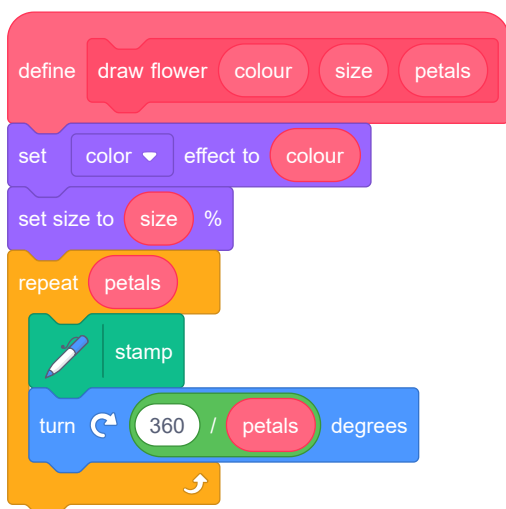 define draw flower colour size petals
set color effect to colour
set size to size %
repeat petals
stamp
turn 360 / petals degrees